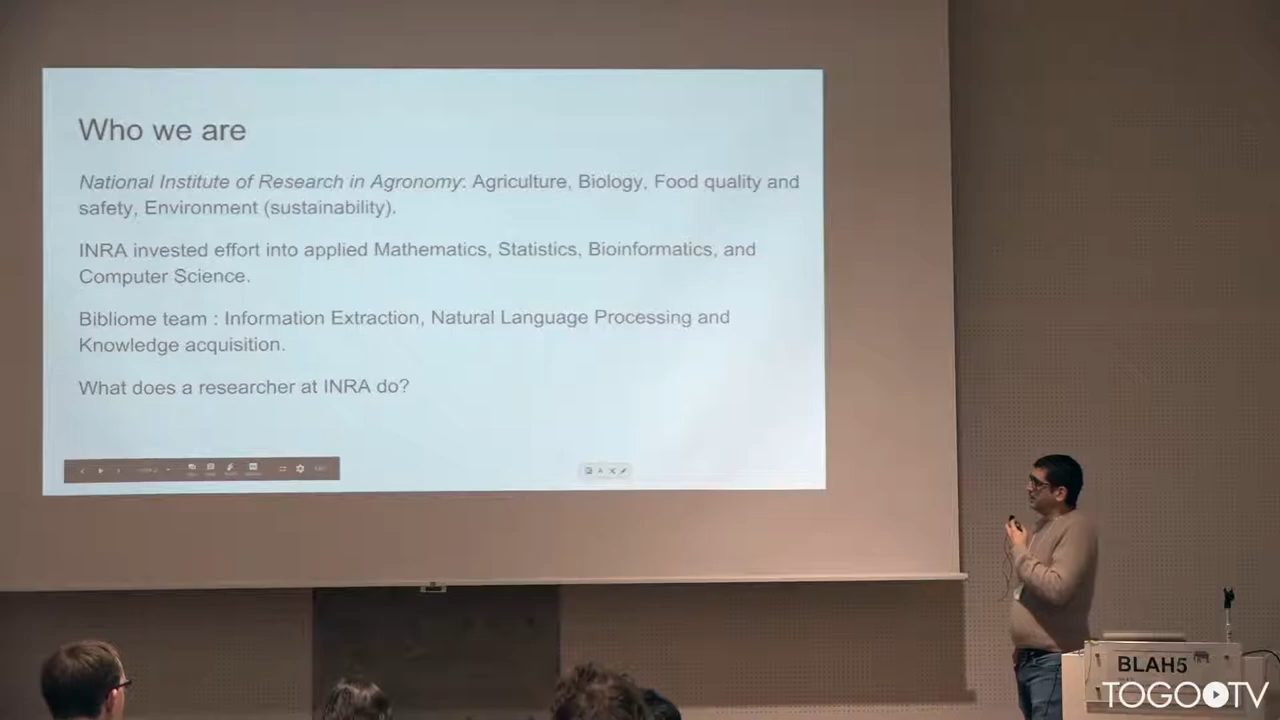 Who we are
National Institute of Research in Agronomy: Agriculture, Biology, Food quality and
safety, Environment (sustainability).
INRA invested effort into applied Mathematics, Statistics, Bioinformatics, and
Computer Science.
Bibliome team : Information Extraction, Natural Language Processing and
Knowledge acquisition.
What does a researcher at INRA do?
BLAH5
TOGOTV